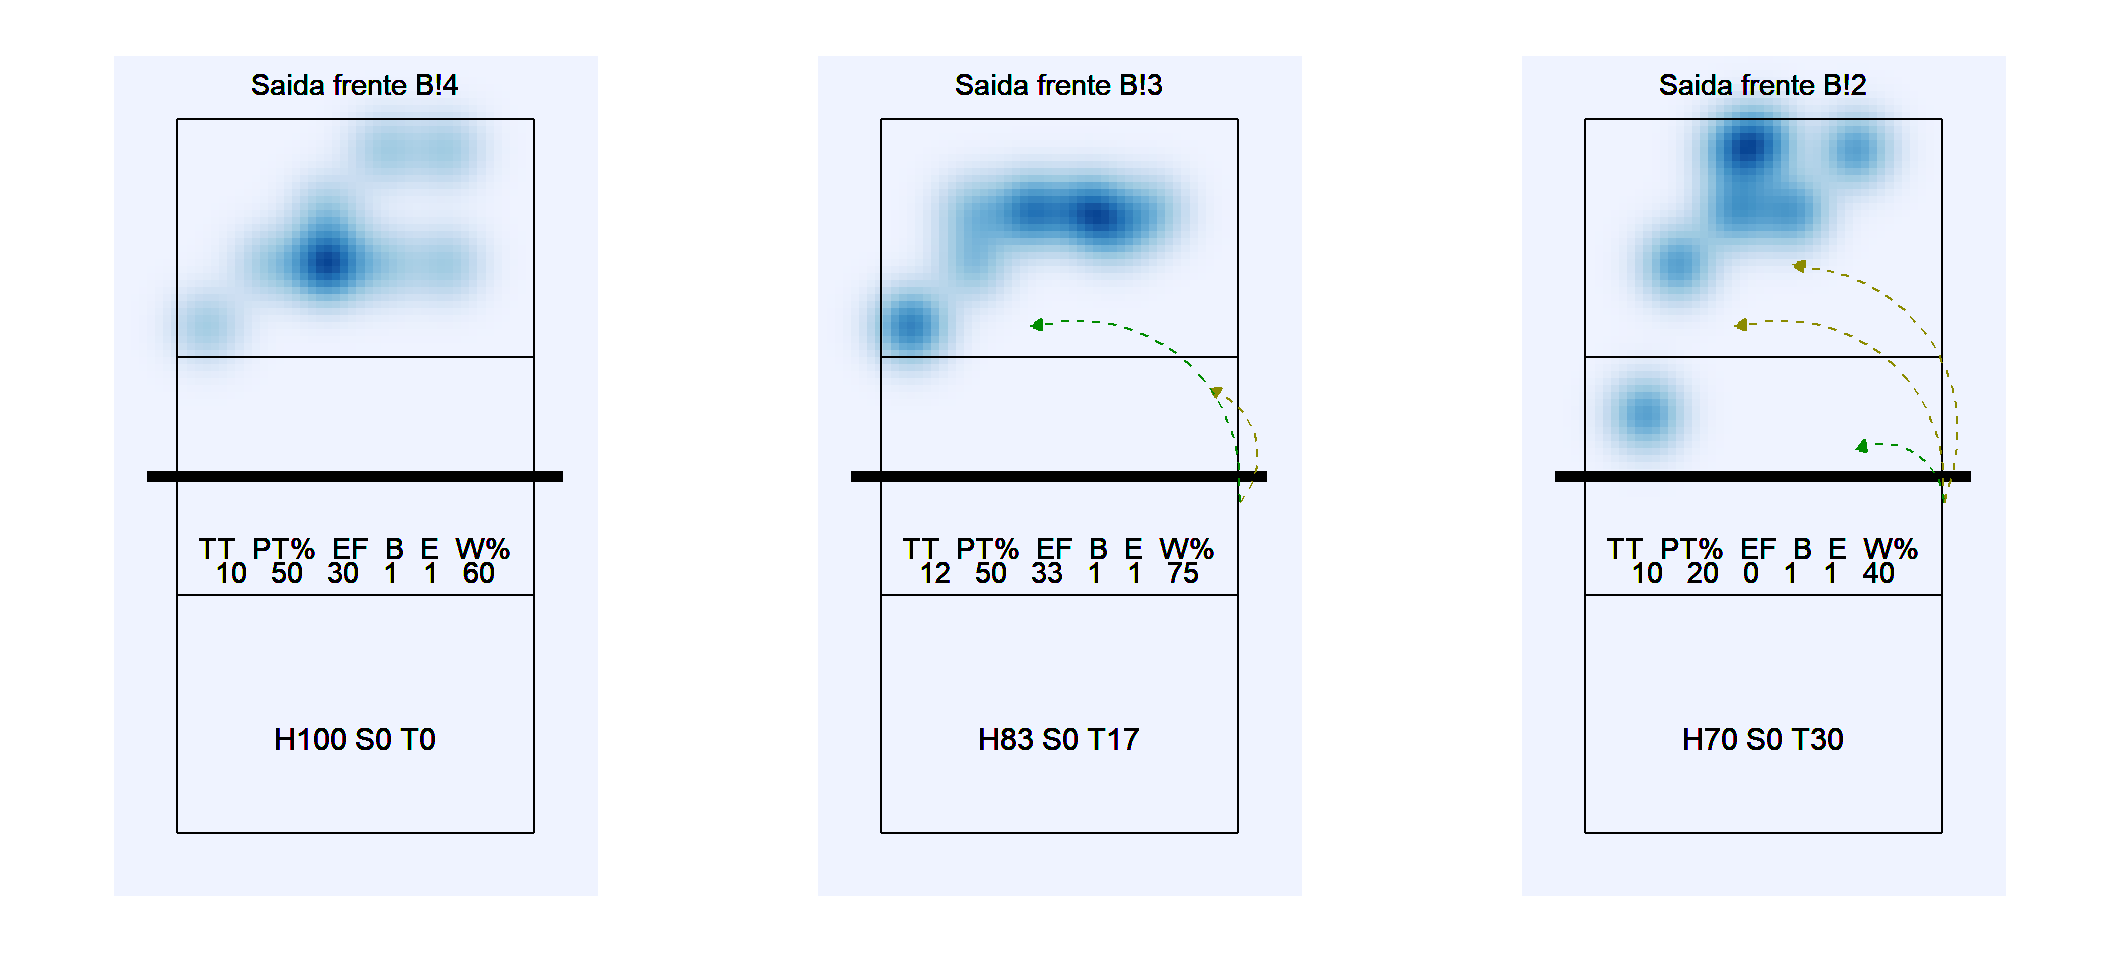 Saida frente B!4
TT PT% EF B E W%
10 50 30 1 1 60
H100 S0 T0
Saida frente B!3
TT PT% EF B E W%
12 50 33 1 1 75
H83 S0 T17
Saida frente B!2
TT PT% EF B E W%
10 20 0 1 1 40
H70 S0 T30